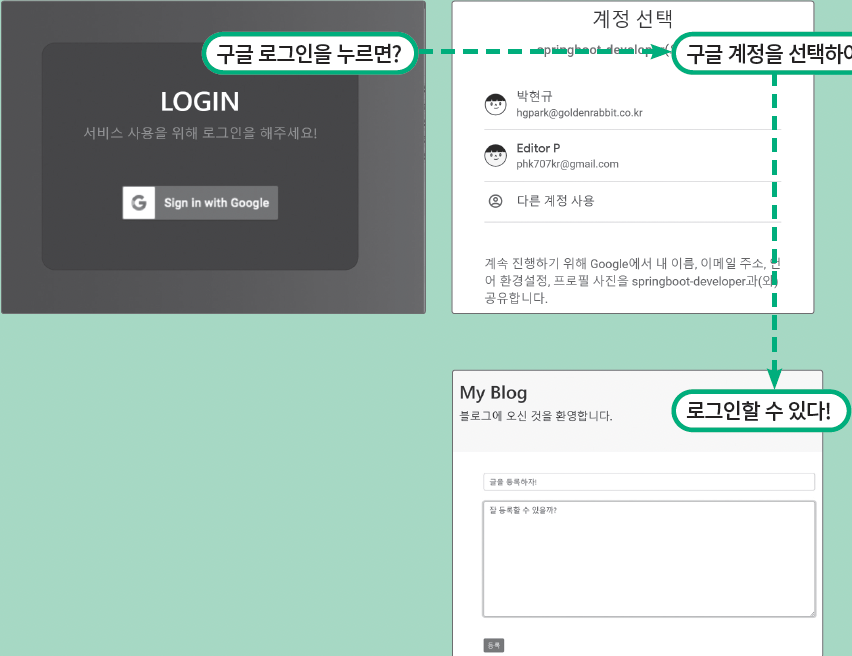 구글 로그인을 누르면?
LOGIN
서비스 사용을 위해 로그인을 해주세요!
G Sign in with Google
계정 선택
springboot-developer(
구글 계정을 선택하여
박현규
hgpark@goldenrabbit.co.kr
Editor P
phk707kr@gmail.com
다른 계정 사용
계속 진행하기 위해 Google에서 내 이름, 이메일 주소, 언
어 환경설정, 프로필 사진을 springboot-developer과(와)
공유합니다.
My Blog
블로그에 오신 것을 환영합니다.
로그인할 수 있다!
글을 등록하자!
잘 등록할 수 있을까?
등록